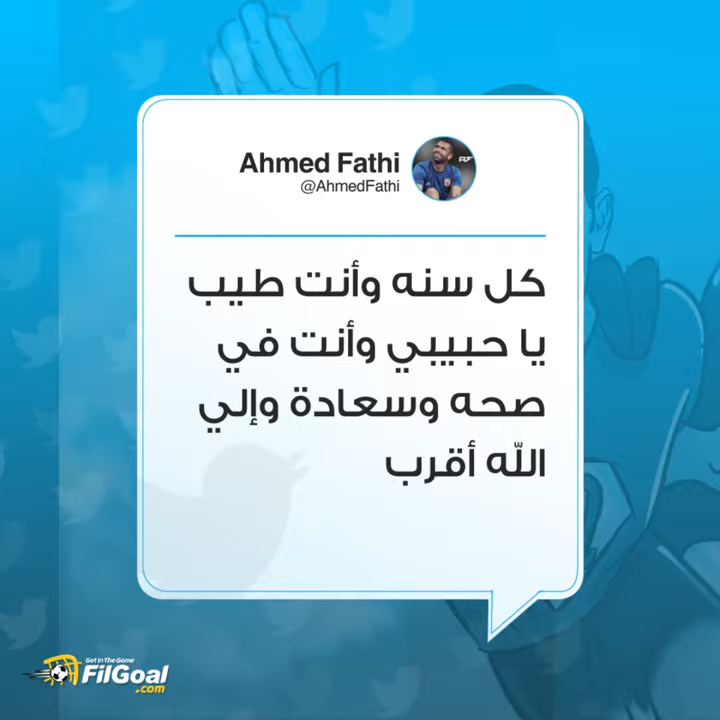 Ahmed Fathi
@AhmedFathi
كل سنه وأنت طيب
يا حبيبي وأنت في
صحه وسعادة وإلي
الله أقرب
Get In The Game
FilGoal
.com